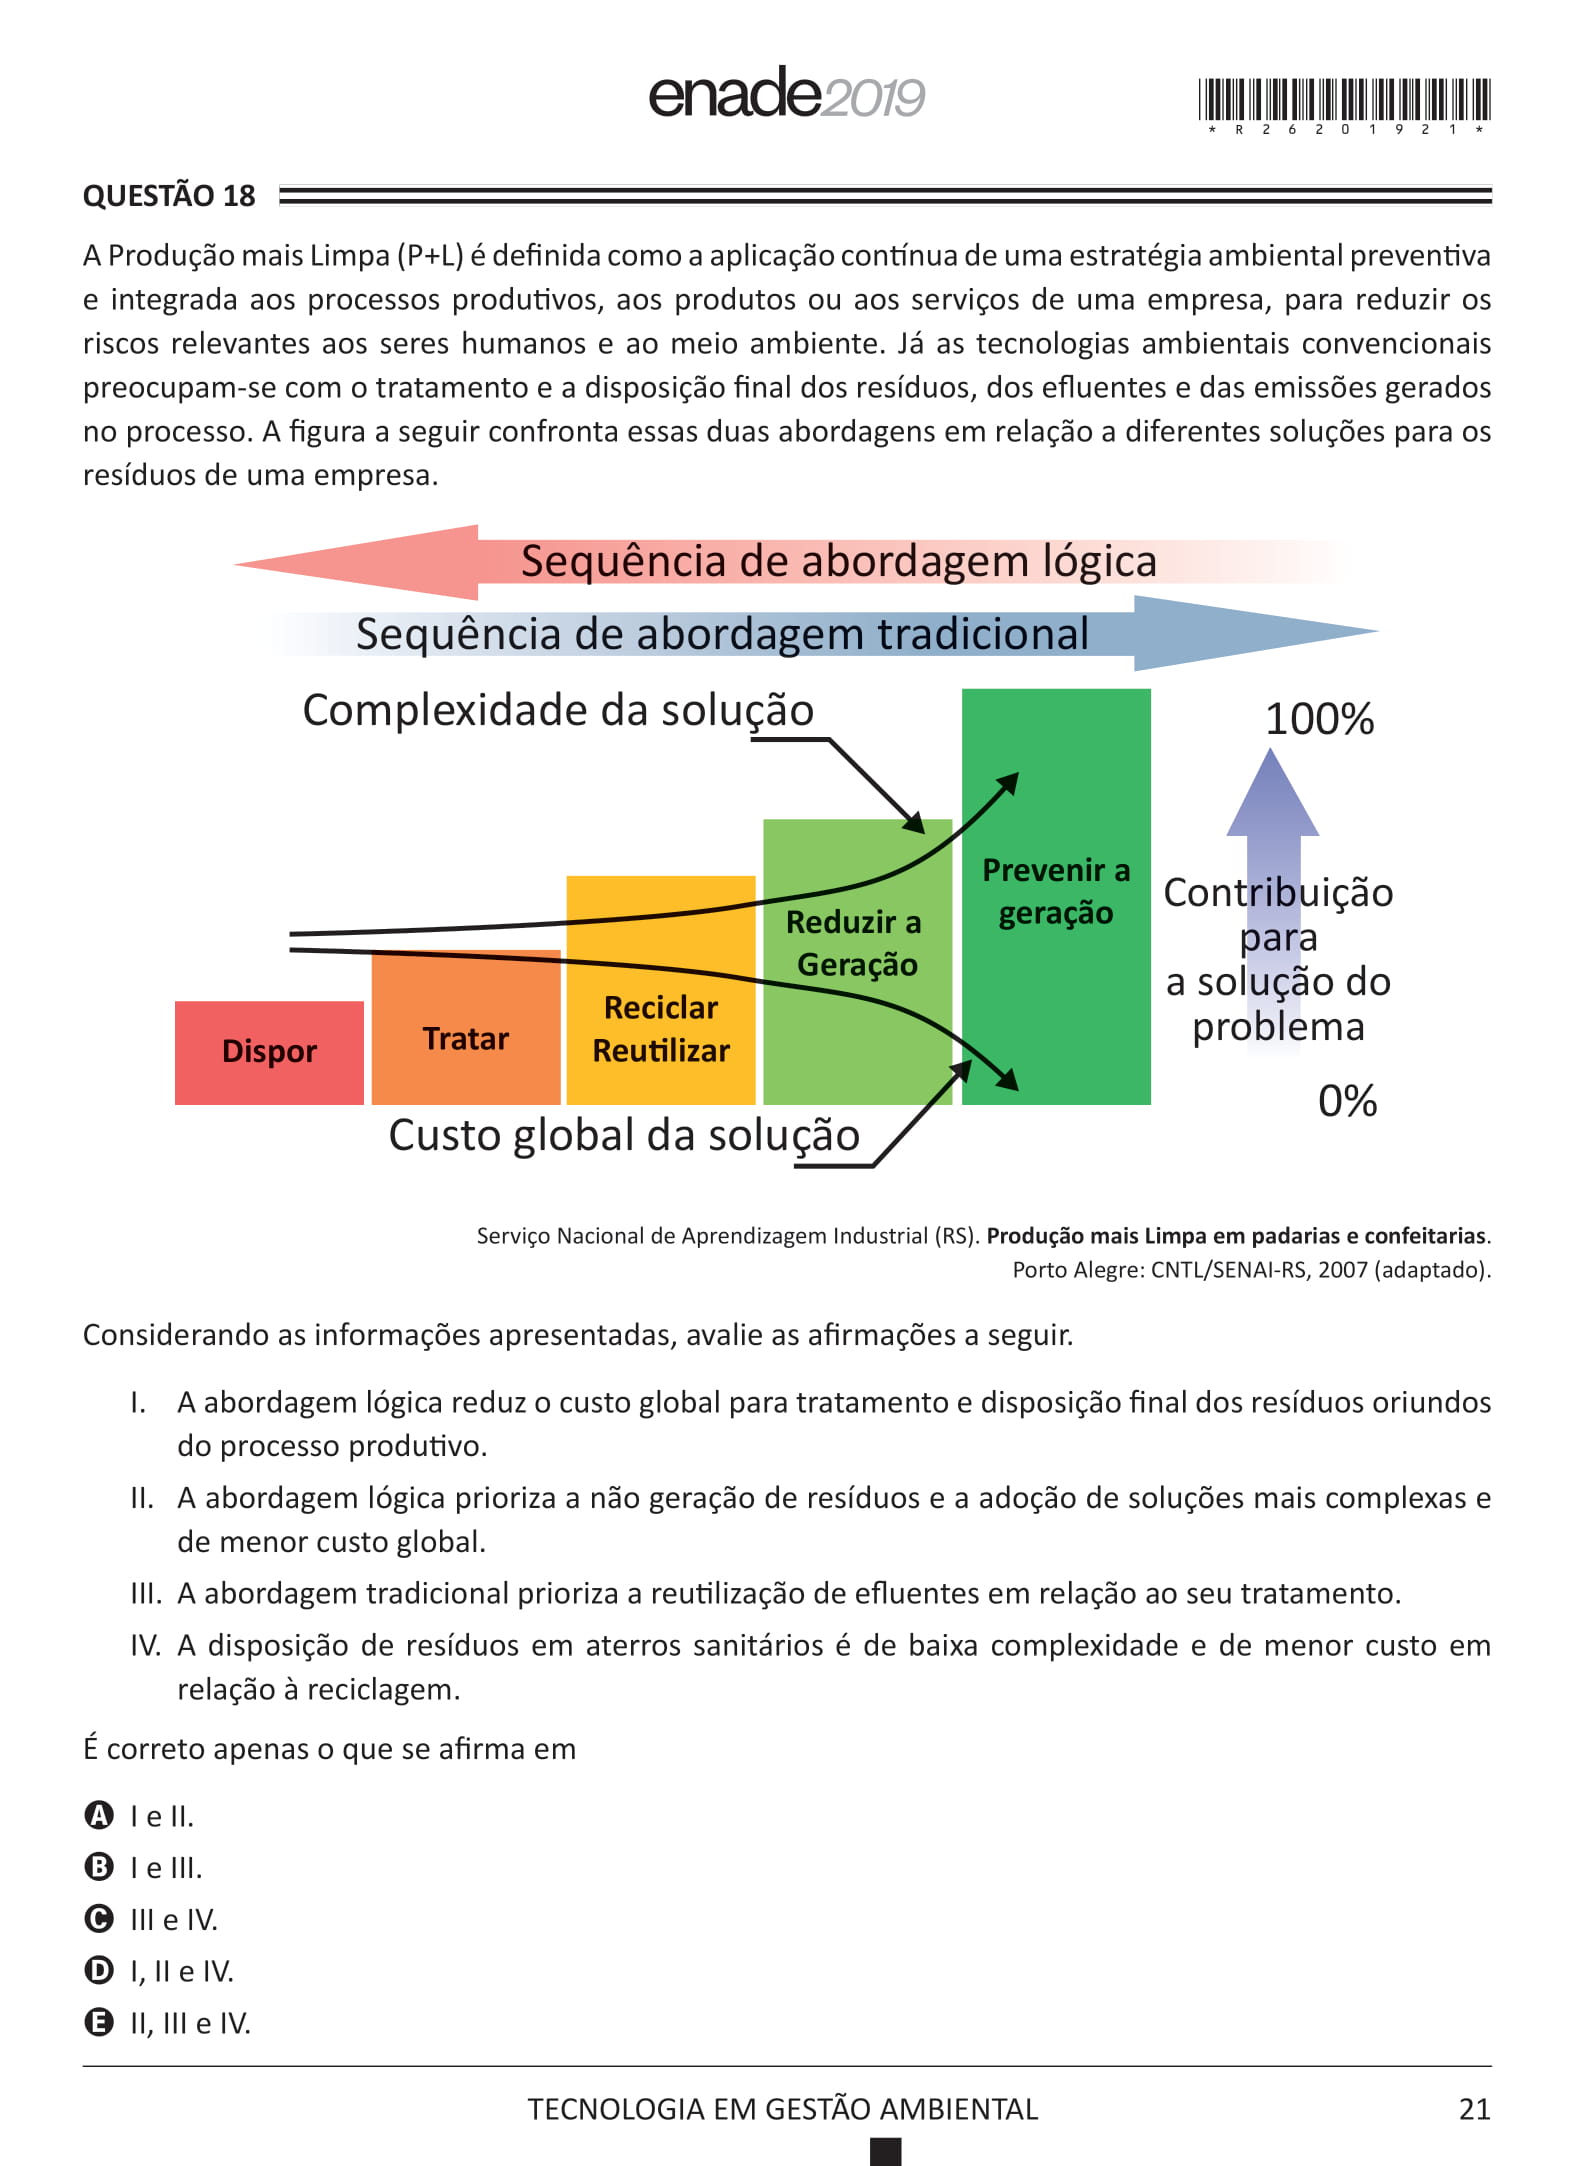 enade2019
* R 2 6 2 0 1 9 2 1 *
QUESTÃO 18
A Produção mais Limpa (P+L) é definida como a aplicação contínua de uma estratégia ambiental preventiva
e integrada aos processos produtivos, aos produtos ou aos serviços de uma empresa, para reduzir os
riscos relevantes aos seres humanos e ao meio ambiente. Já as tecnologias ambientais convencionais
preocupam-se com o tratamento e a disposição final dos resíduos, dos efluentes e das emissões gerados
no processo. A figura a seguir confronta essas duas abordagens em relação a diferentes soluções para os
resíduos de uma empresa.
Sequência de abordagem lógica
Sequência de abordagem tradicional
Complexidade da solução
100%
Prevenir a
geração
Contribuição
para
a solução do
problema
Reduzir a
Geração
Reciclar
Reutilizar
Tratar
Dispor
0%
Custo global da solução
Serviço Nacional de Aprendizagem Industrial (RS). Produção mais Limpa em padarias e confeitarias.
Porto Alegre: CNTL/SENAI-RS, 2007 (adaptado).
Considerando as informações apresentadas, avalie as afirmações a seguir.
I. A abordagem lógica reduz o custo global para tratamento e disposição final dos resíduos oriundos
do processo produtivo.
II. A abordagem lógica prioriza a não geração de resíduos e a adoção de soluções mais complexas e
de menor custo global.
III. A abordagem tradicional prioriza a reutilização de efluentes em relação ao seu tratamento.
IV. A disposição de resíduos em aterros sanitários é de baixa complexidade e de menor custo em
relação à reciclagem.
É correto apenas o que se afirma em
A I e II.
B I e III.
C III e IV.
D I, II e IV.
E II, III e IV.
TECNOLOGIA EM GESTÃO AMBIENTAL
21